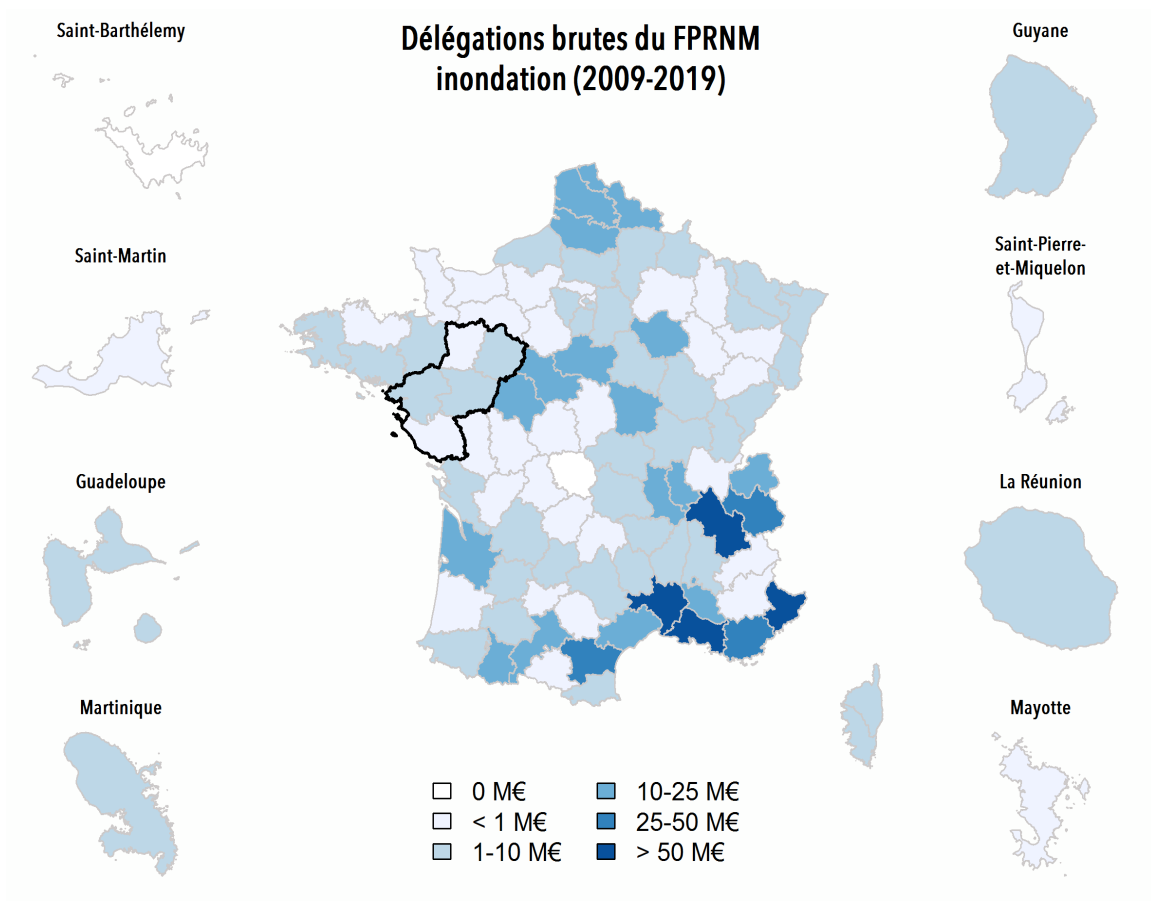 Délégations brutes du FPRNM
inondation (2009-2019)
Saint-Barthélemy
Saint-Martin
Guadeloupe
Martinique
Guyane
Saint-Pierre-
et-Miquelon
La Réunion
Mayotte
0 M€
< 1 M€
1-10 M€
10-25 M€
25-50 M€
> 50 M€